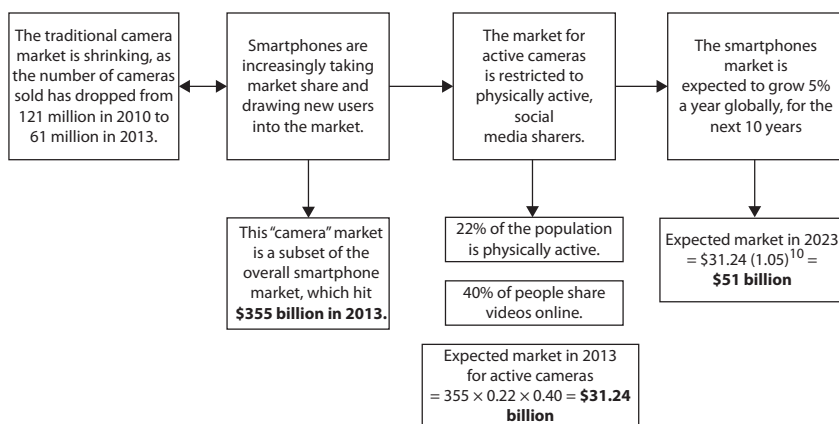 The traditional camera
market is shrinking, as
the number of cameras
sold has dropped from
121 million in 2010 to
61 million in 2013.
Smartphones are
increasingly taking
market share and
drawing new users
into the market.
The market for
active cameras
is restricted to
physically active,
social
media sharers.
The smartphones
market is
expected to grow 5%
a year globally, for the
next 10 years
This “camera” market
is a subset of the
overall smartphone
market, which hit
$355 billion in 2013.
22% of the population
is physically active.
40% of people share
videos online.
Expected market in 2013
for active cameras
= 355 × 0.22 × 0.40 = $31.24
billion
Expected market in 2023
= $31.24 (1.05)¹⁰ =
$51 billion